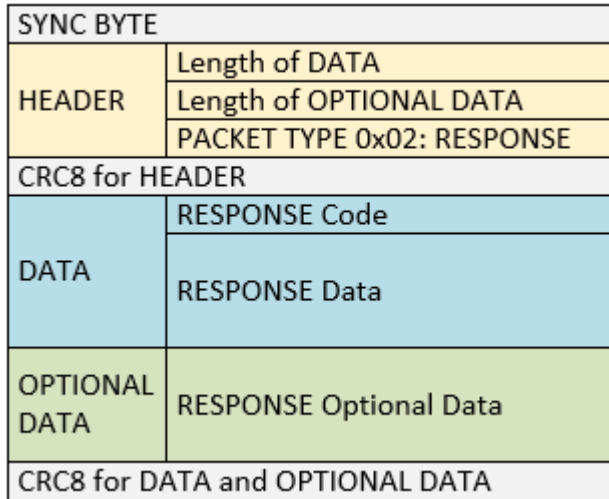 SYNC BYTE
HEADER
Length of DATA
Length of OPTIONAL DATA
PACKET TYPE 0x02: RESPONSE
CRC8 for HEADER
DATA
RESPONSE Code
RESPONSE Data
OPTIONAL
DATA
RESPONSE Optional Data
CRC8 for DATA and OPTIONAL DATA